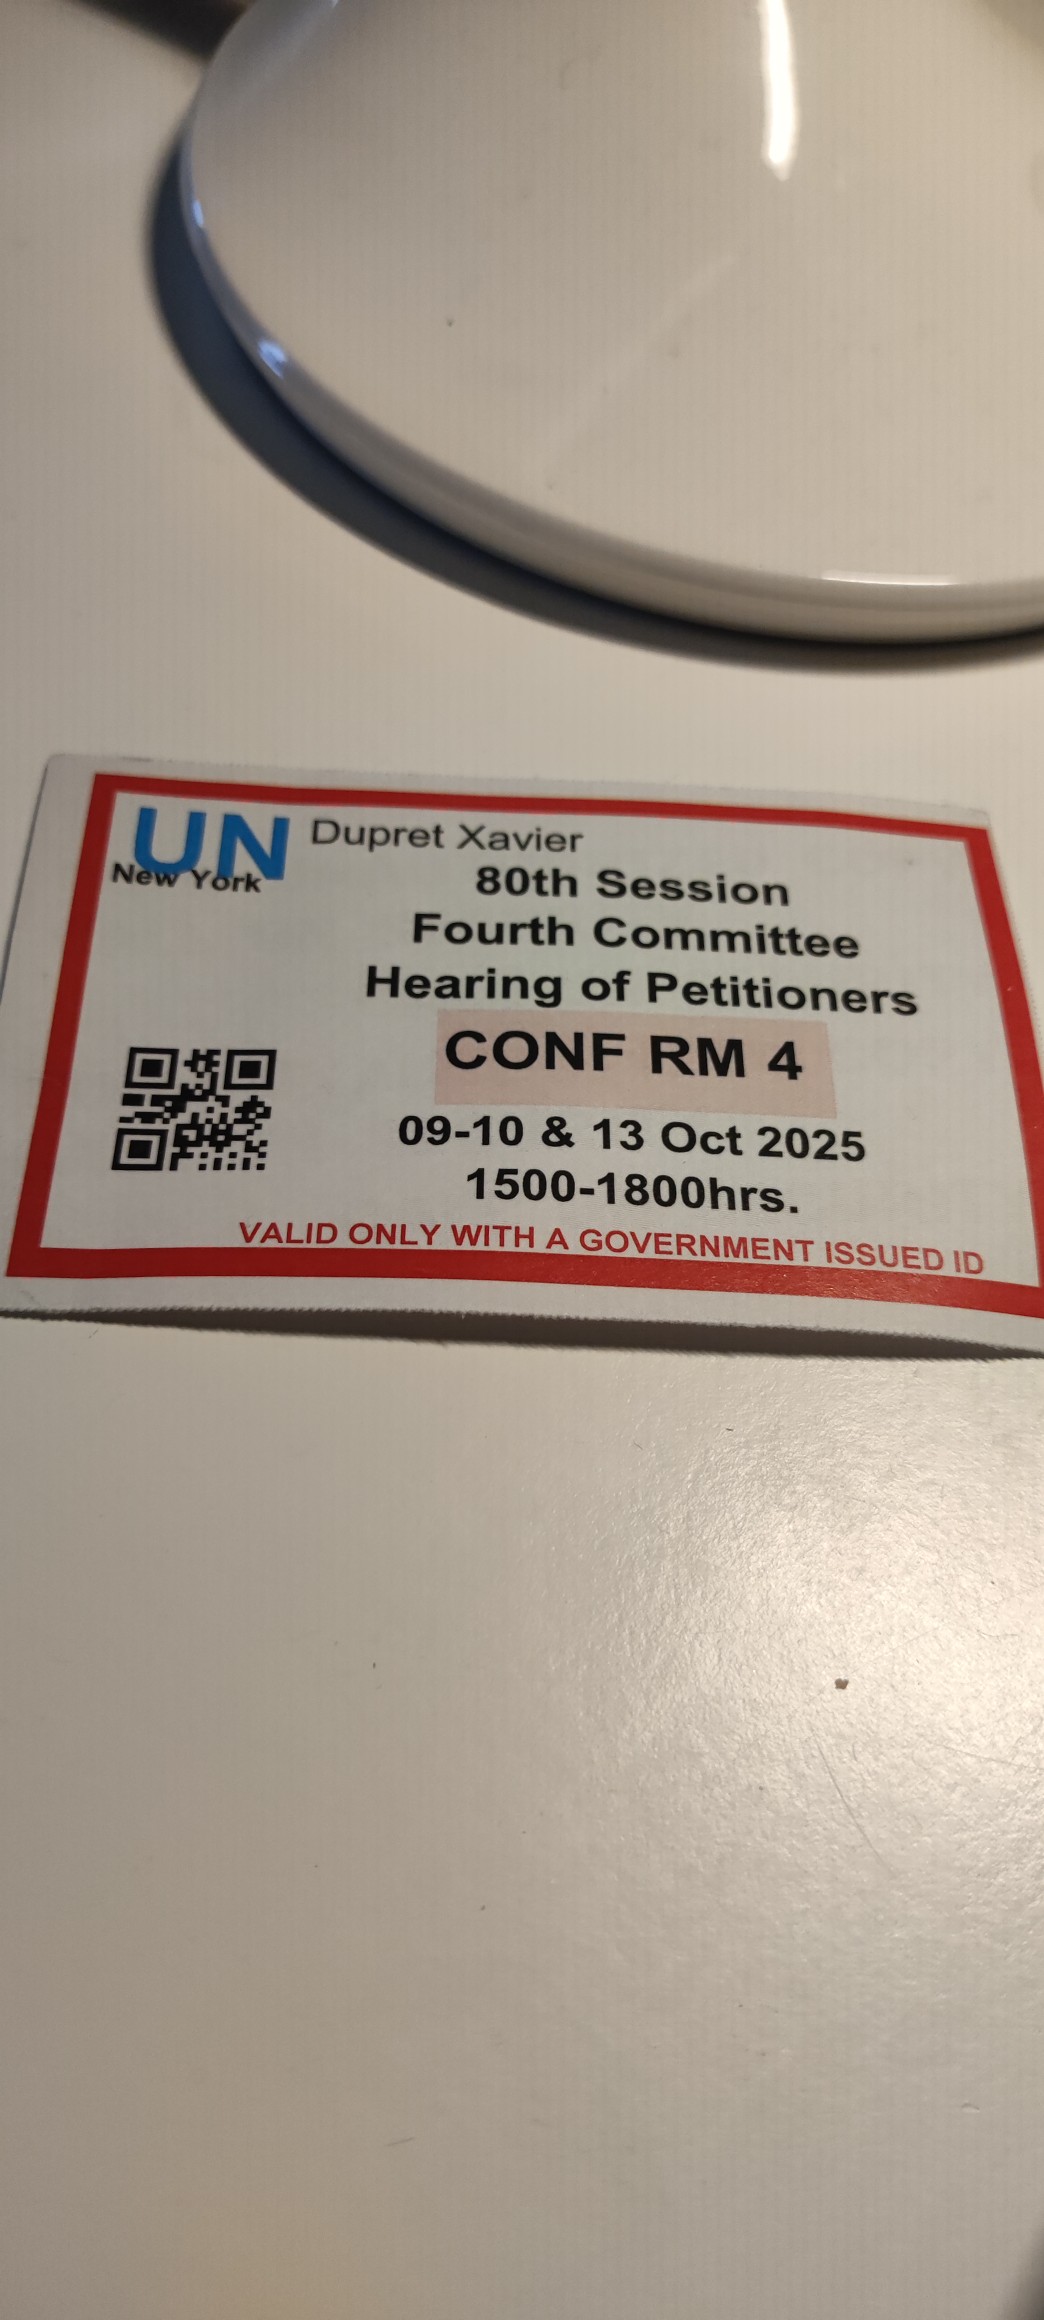 UN
New York
Dupret Xavier
80th Session
Fourth Committee
Hearing of Petitioners
CONF RM 4
09-10 & 13 Oct 2025
1500-1800hrs.
VALID ONLY WITH A GOVERNMENT ISSUED ID